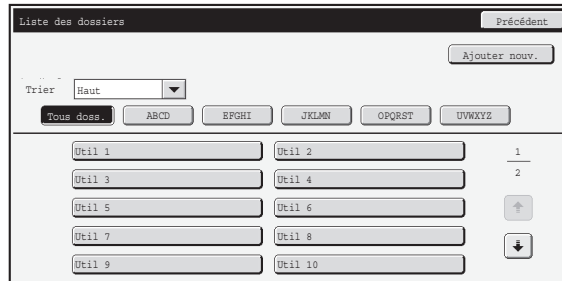 Liste des dossiers Précédent
Ajouter nouv.
Trier Haut
Tous doss. ABCD EFGHI JKLMN OPQRST UVWXYZ
Util 1 Util 2 1
Util 3 Util 4 2
Util 5 Util 6
Util 7 Util 8
Util 9 Util 10